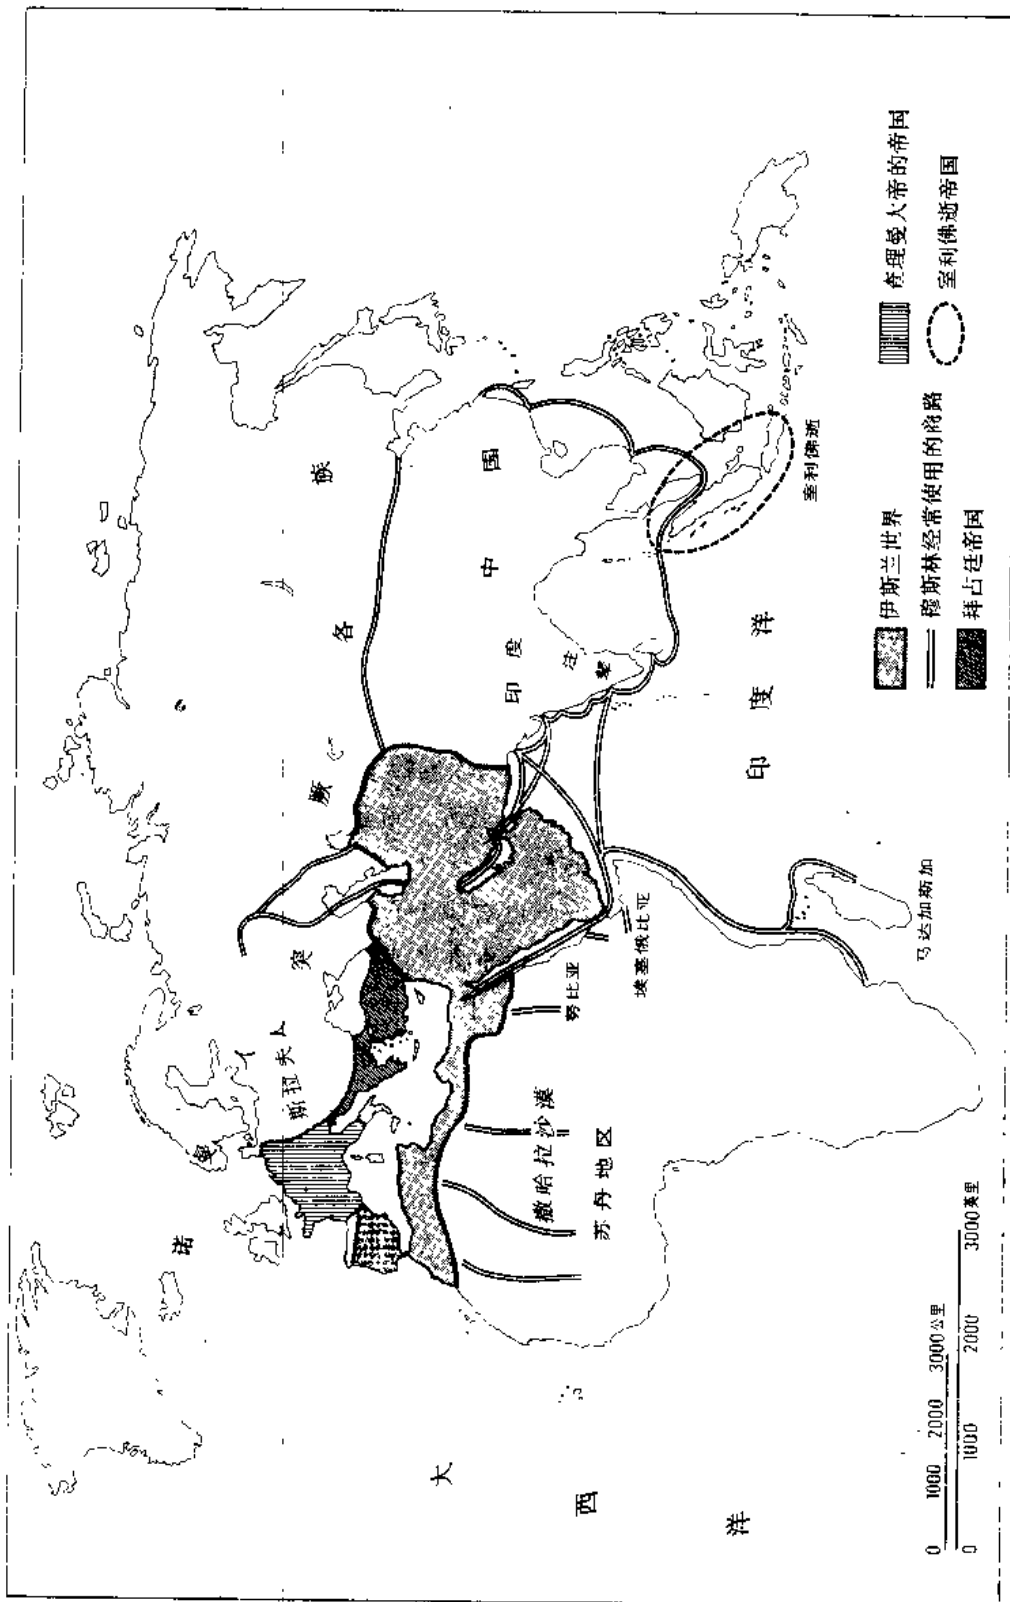 诺
曼
人
斯拉夫人
突
厥
各
族
中
国
印
度
注
辇
大
西
洋
撒哈拉沙漠
苏丹地区
努比亚
埃塞俄比亚
马达加斯加
印
度
洋
室利佛逝
伊斯兰世界
穆斯林经常使用的商路
拜占廷帝国
查理曼大帝的帝国
室利佛逝帝国
0 1000 2000 3000公里
0 1000 2000 3000英里